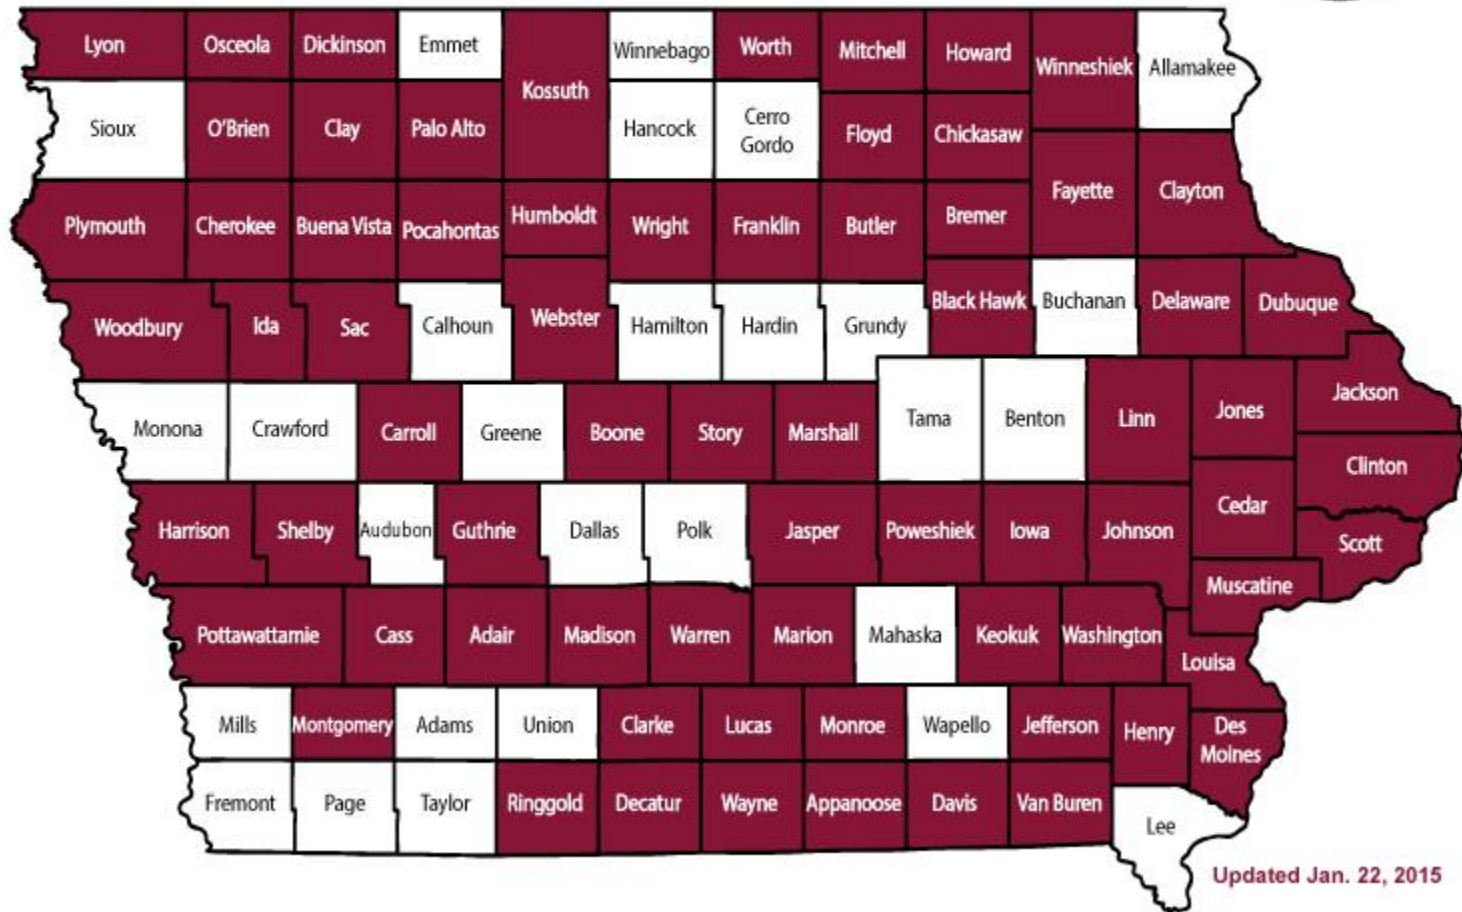 Lyon
Osceola
Dickinson
Emmet
Kossuth
Winnebago
Worth
Mitchell
Howard
Winneshiek
Allamakee
Sioux
O'Brien
Clay
Palo Alto
Hancock
Cerro
Gordo
Floyd
Chickasaw
Fayette
Clayton
Plymouth
Cherokee
Buena Vista
Pocahontas
Humboldt
Wright
Franklin
Butler
Bremer
Woodbury
Ida
Sac
Calhoun
Webster
Hamilton
Hardin
Grundy
Black Hawk
Buchanan
Delaware
Dubuque
Monona
Crawford
Carroll
Greene
Boone
Story
Marshall
Tama
Benton
Linn
Jones
Jackson
Clinton
Harrison
Shelby
Audubon
Guthrie
Dallas
Polk
Jasper
Poweshiek
Iowa
Johnson
Cedar
Scott
Muscatine
Pottawattamie
Cass
Adair
Madison
Warren
Marion
Mahaska
Keokuk
Washington
Louisa
Mills
Montgomery
Adams
Union
Clarke
Lucas
Monroe
Wapello
Jefferson
Henry
Des
Moines
Fremont
Page
Taylor
Ringgold
Decatur
Wayne
Appanoose
Davis
Van Buren
Lee
Updated Jan. 22, 2015